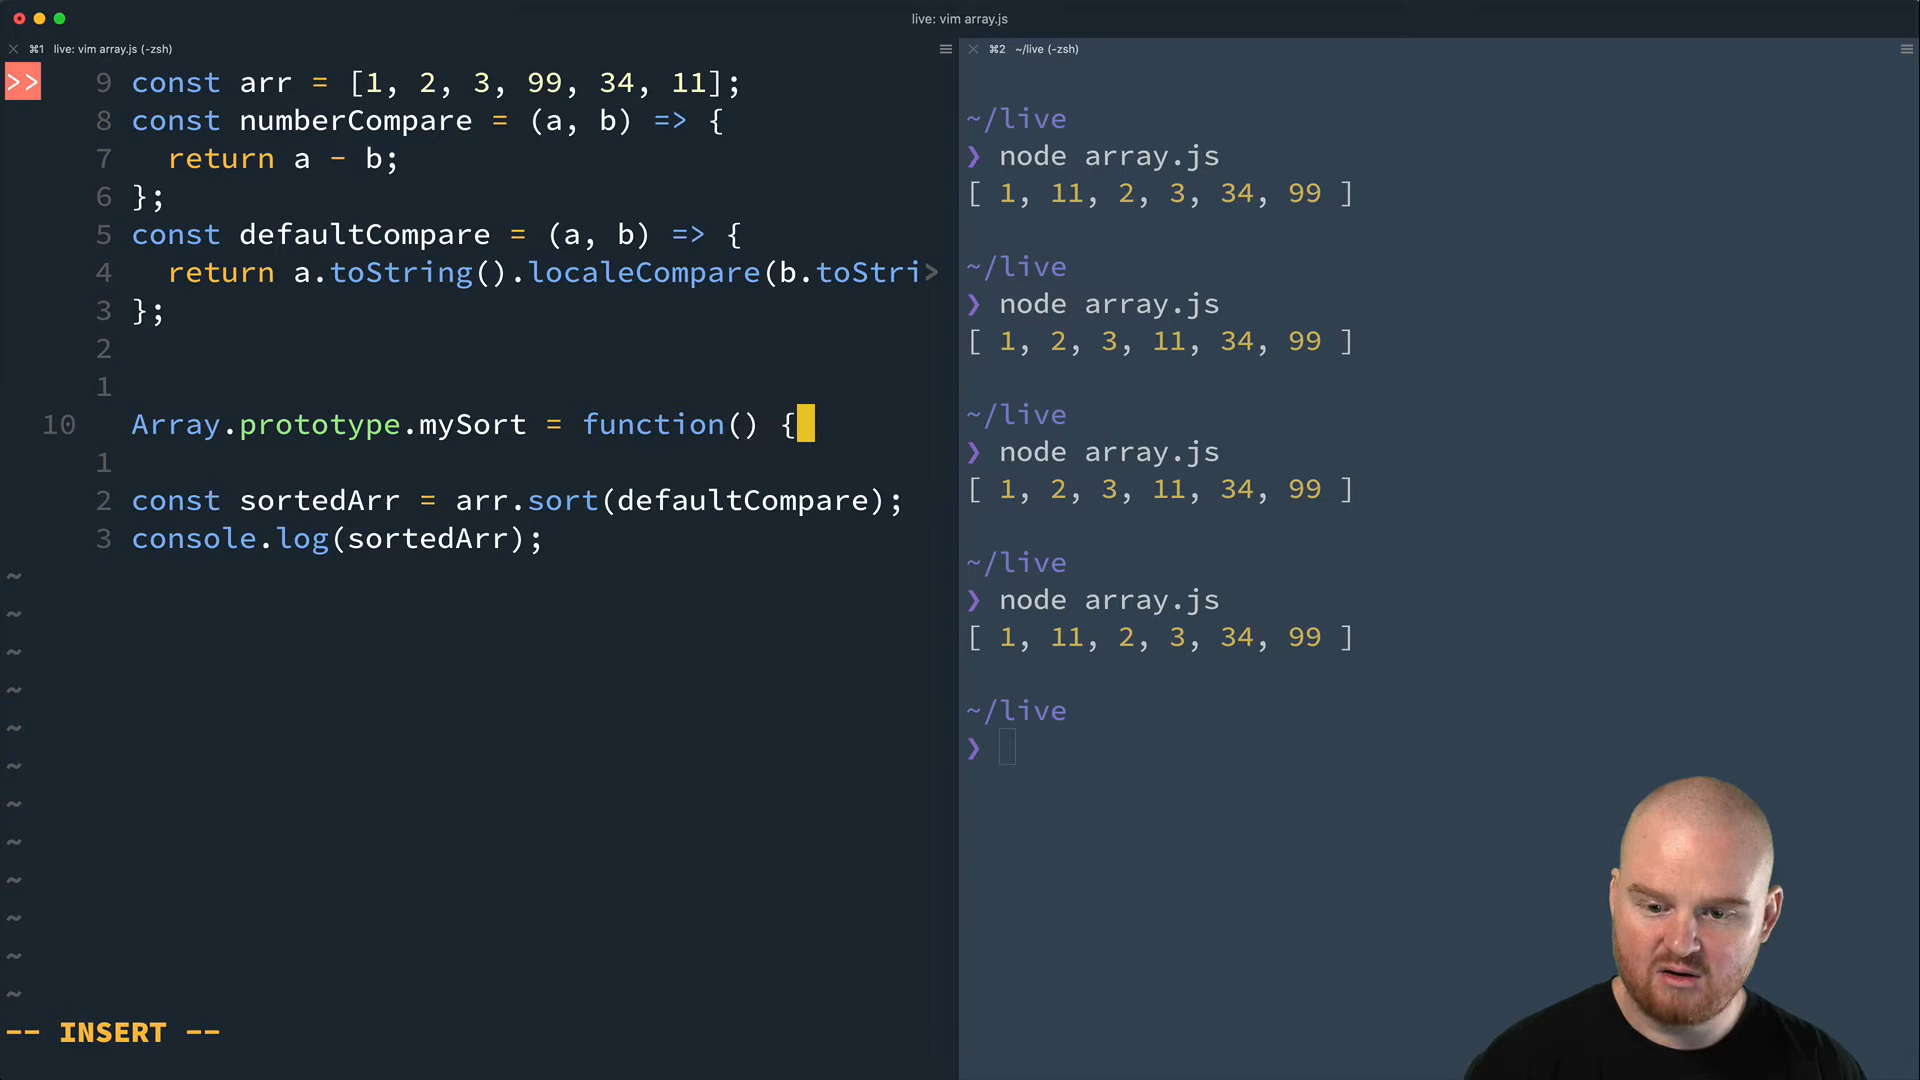 live: vim array.js
⌘1 live: vim array.js (-zsh)
>> 9 const arr = [1, 2, 3, 99, 34, 11];
8 const numberCompare = (a, b) => {
7 return a - b;
6 };
5 const defaultCompare = (a, b) => {
4 return a.toString().localeCompare(b.toStri>
3 };
2
1
10 Array.prototype.mySort = function() {
1
2 const sortedArr = arr.sort(defaultCompare);
3 console.log(sortedArr);
~
~
~
~
~
~
~
~
~
~
~
~
-- INSERT --
⌘2 ~/live (-zsh)
~/live
❯ node array.js
[ 1, 11, 2, 3, 34, 99 ]
~/live
❯ node array.js
[ 1, 2, 3, 11, 34, 99 ]
~/live
❯ node array.js
[ 1, 2, 3, 11, 34, 99 ]
~/live
❯ node array.js
[ 1, 11, 2, 3, 34, 99 ]
~/live
❯